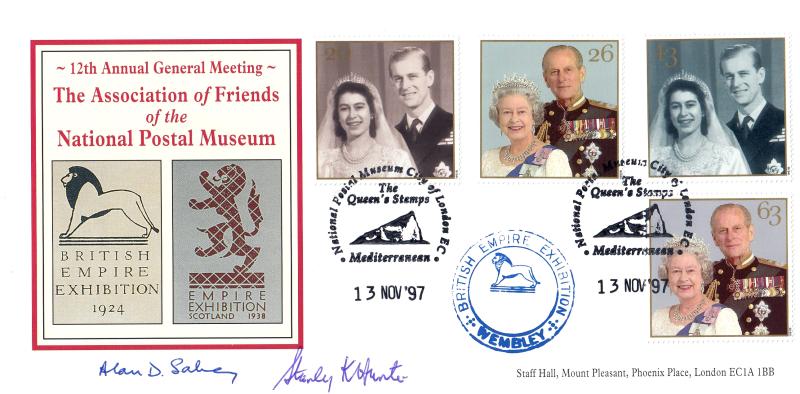 ~ 12th Annual General Meeting ~
The Association of Friends
of the
National Postal Museum
BRITISH
EMPIRE
EXHIBITION
1924
EMPIRE
EXHIBITION
SCOTLAND 1938
20
26
43
63
National Postal Museum City of London EC
The
Queen's Stamps
Mediterranean
13 NOV '97
BRITISH EMPIRE EXHIBITION
WEMBLEY
National Postal Museum City of London EC
The
Queen's Stamps
Mediterranean
13 NOV '97
Alan D.
Stanley K Hunter
Staff Hall, Mount Pleasant, Phoenix Place, London EC1A 1BB